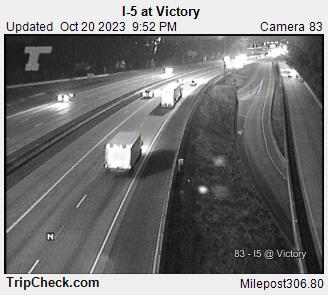 I-5 at Victory
Updated Oct 20 2023 9:52 PM Camera 83
T
N
83 - I5 @ Victory
TripCheck.com Milepost306.80